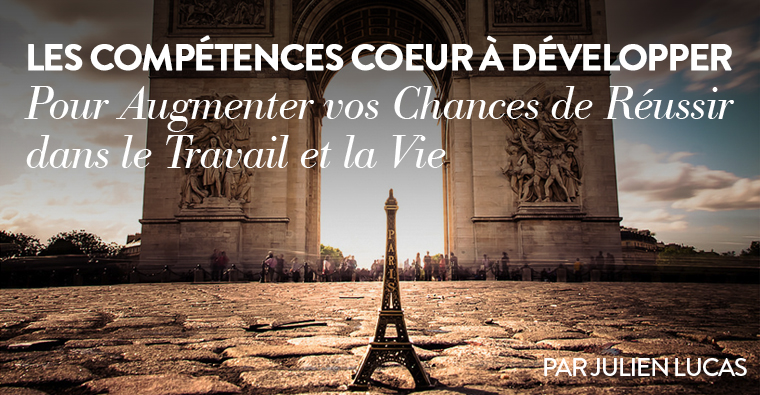 LES COMPÉTENCES COEUR À DÉVELOPPER
Pour Augmenter vos Chances de Réussir
dans le Travail et la Vie
PARIS
PAR JULIEN LUCAS